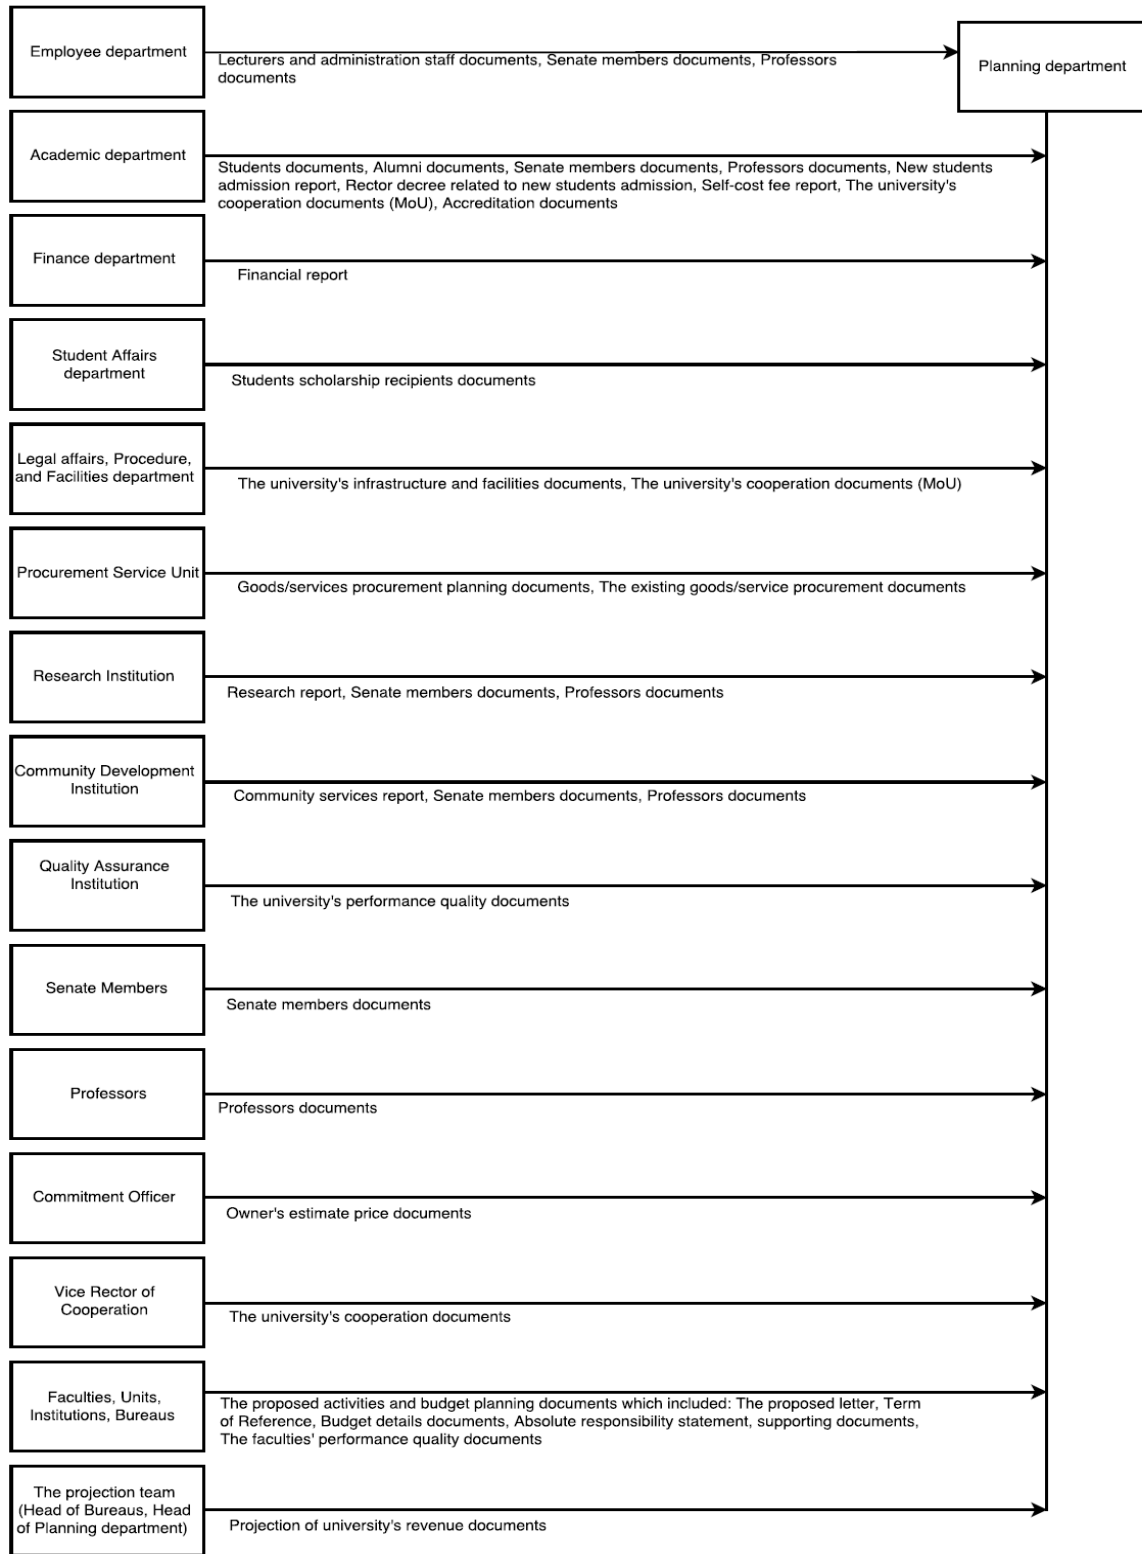 Employee department
Lecturers and administration staff documents, Senate members documents, Professors
documents
Planning department
Academic department
Students documents, Alumni documents, Senate members documents, Professors documents, New students
admission report, Rector decree related to new students admission, Self-cost fee report, The university's
cooperation documents (MoU), Accreditation documents
Finance department
Financial report
Student Affairs
department
Students scholarship recipients documents
Legal affairs, Procedure,
and Facilities department
The university's infrastructure and facilities documents, The university's cooperation documents (MoU)
Procurement Service Unit
Goods/services procurement planning documents, The existing goods/service procurement documents
Research Institution
Research report, Senate members documents, Professors documents
Community Development
Institution
Community services report, Senate members documents, Professors documents
Quality Assurance
Institution
The university's performance quality documents
Senate Members
Senate members documents
Professors
Professors documents
Commitment Officer
Owner's estimate price documents
Vice Rector of
Cooperation
The university's cooperation documents
Faculties, Units,
Institutions, Bureaus
The proposed activities and budget planning documents which included: The proposed letter, Term
of Reference, Budget details documents, Absolute responsibility statement, supporting documents,
The faculties' performance quality documents
The projection team
(Head of Bureaus, Head
of Planning department)
Projection of university's revenue documents